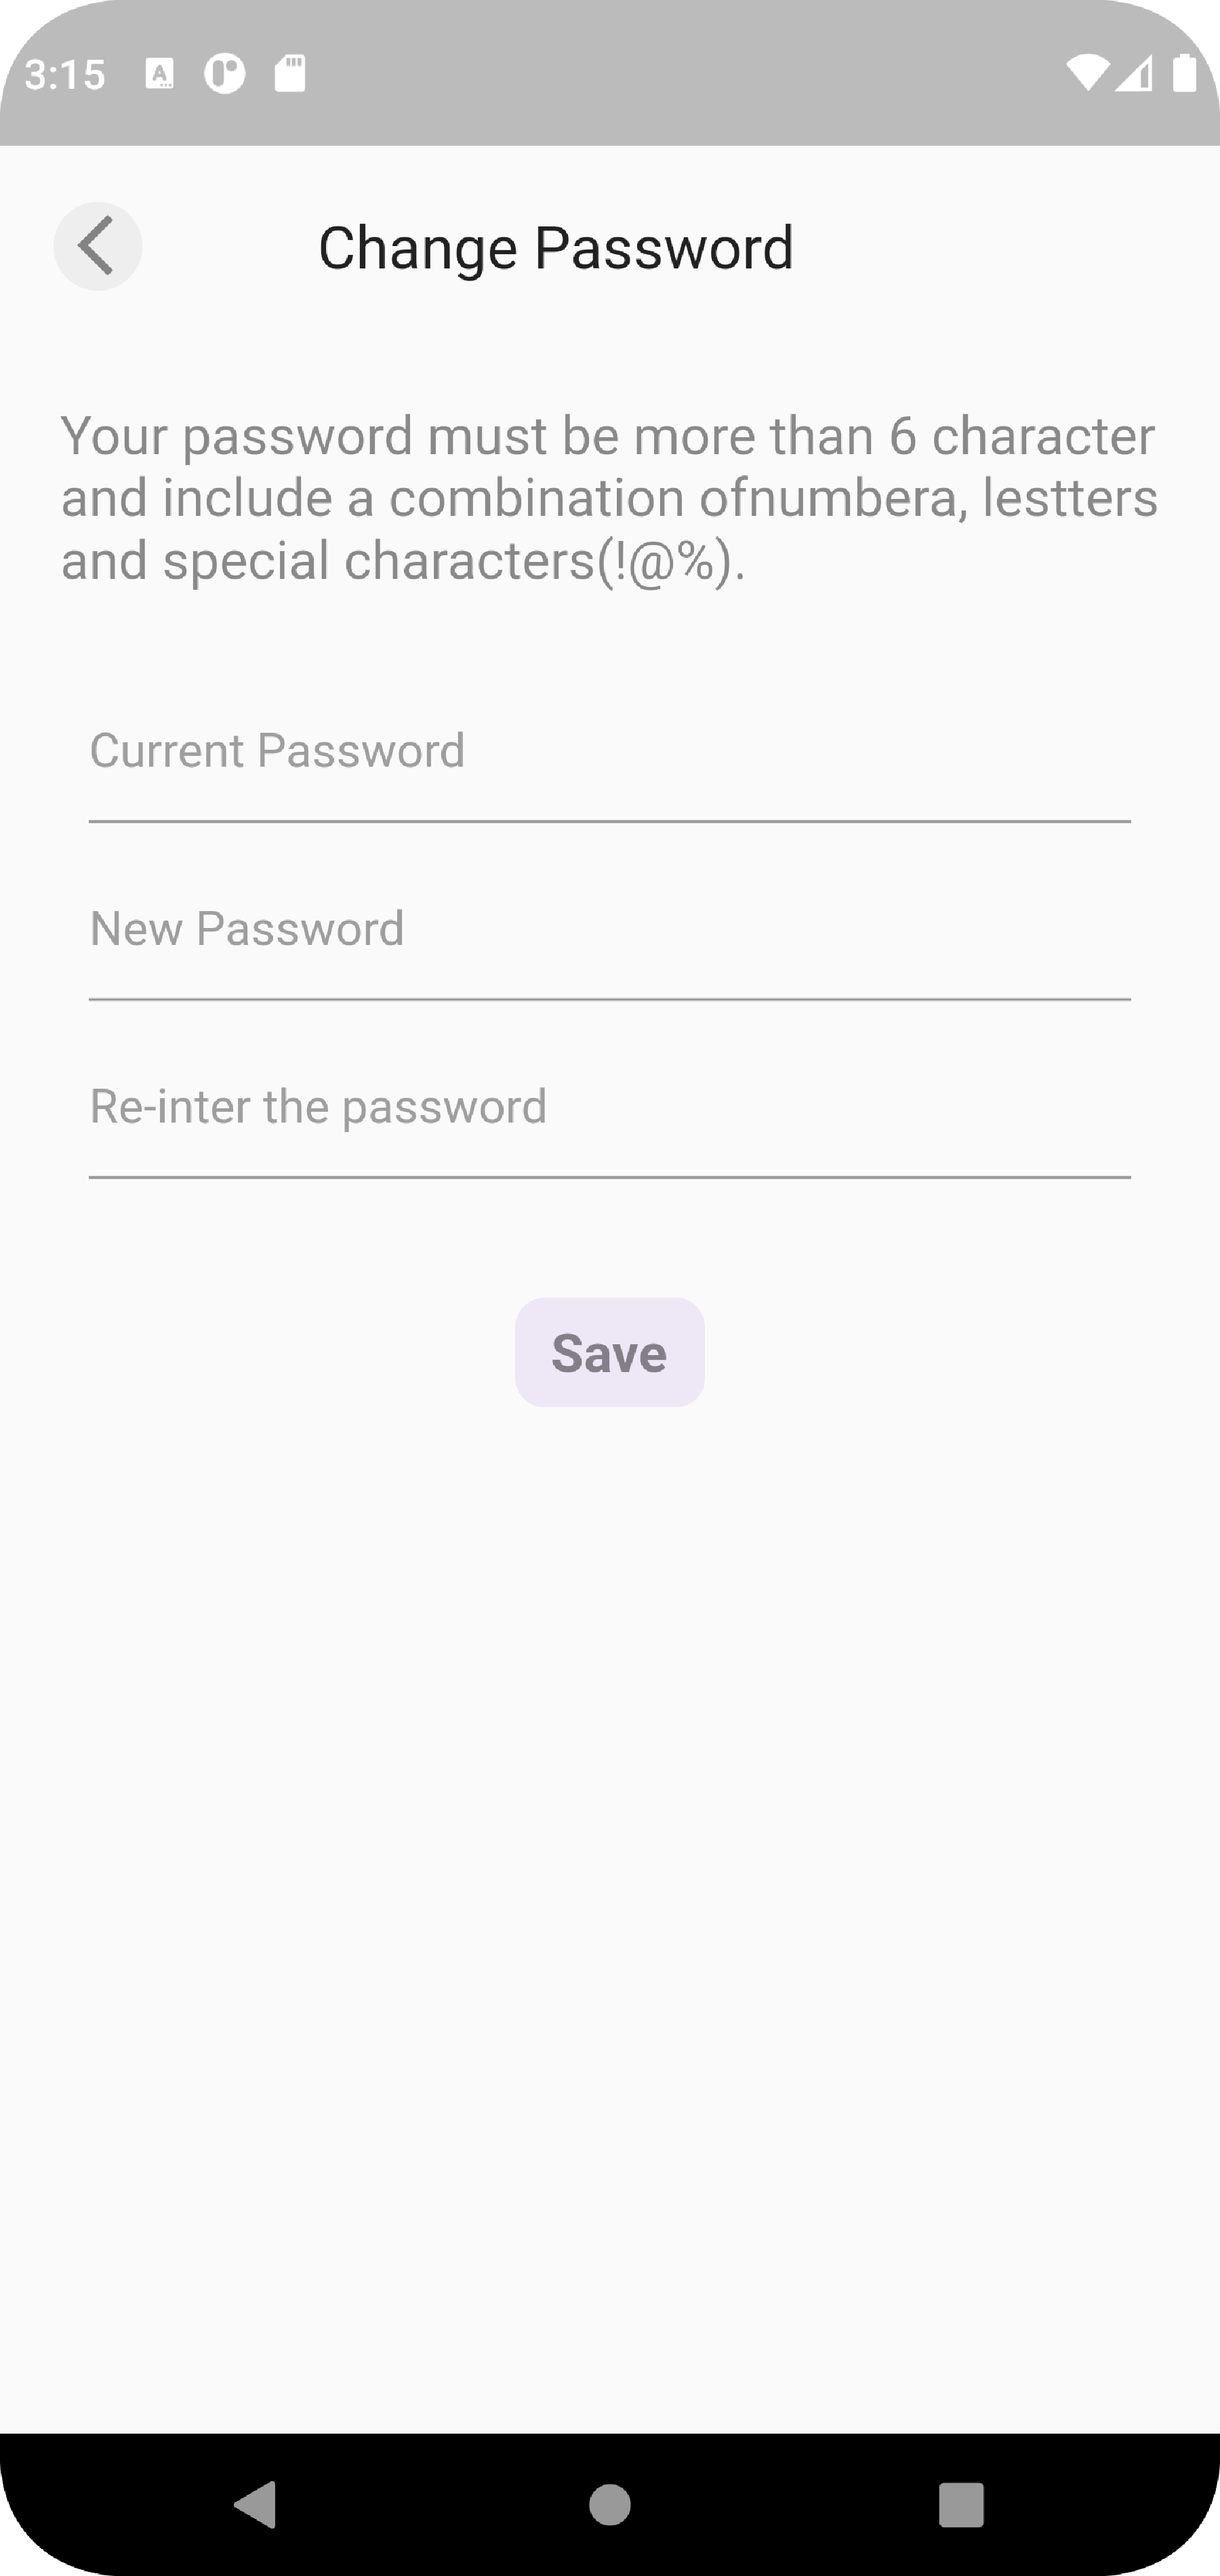 3:15
Change Password
Your password must be more than 6 character
and include a combination ofnumbera, lestters
and special characters(!@%).
Current Password
New Password
Re-inter the password
Save